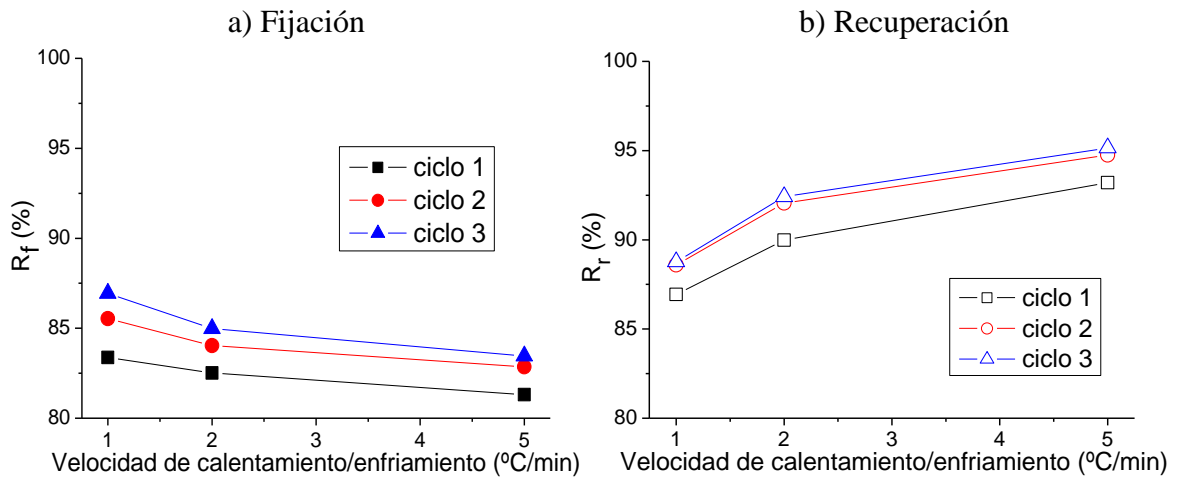 a) Fijación
100
95
90
85
80
R_f (%)
ciclo 1
ciclo 2
ciclo 3
1
2
3
4
5
Velocidad de calentamiento/enfriamiento (ºC/min)
b) Recuperación
100
95
90
85
80
R_r (%)
ciclo 1
ciclo 2
ciclo 3
1
2
3
4
5
Velocidad de calentamiento/enfriamiento (ºC/min)